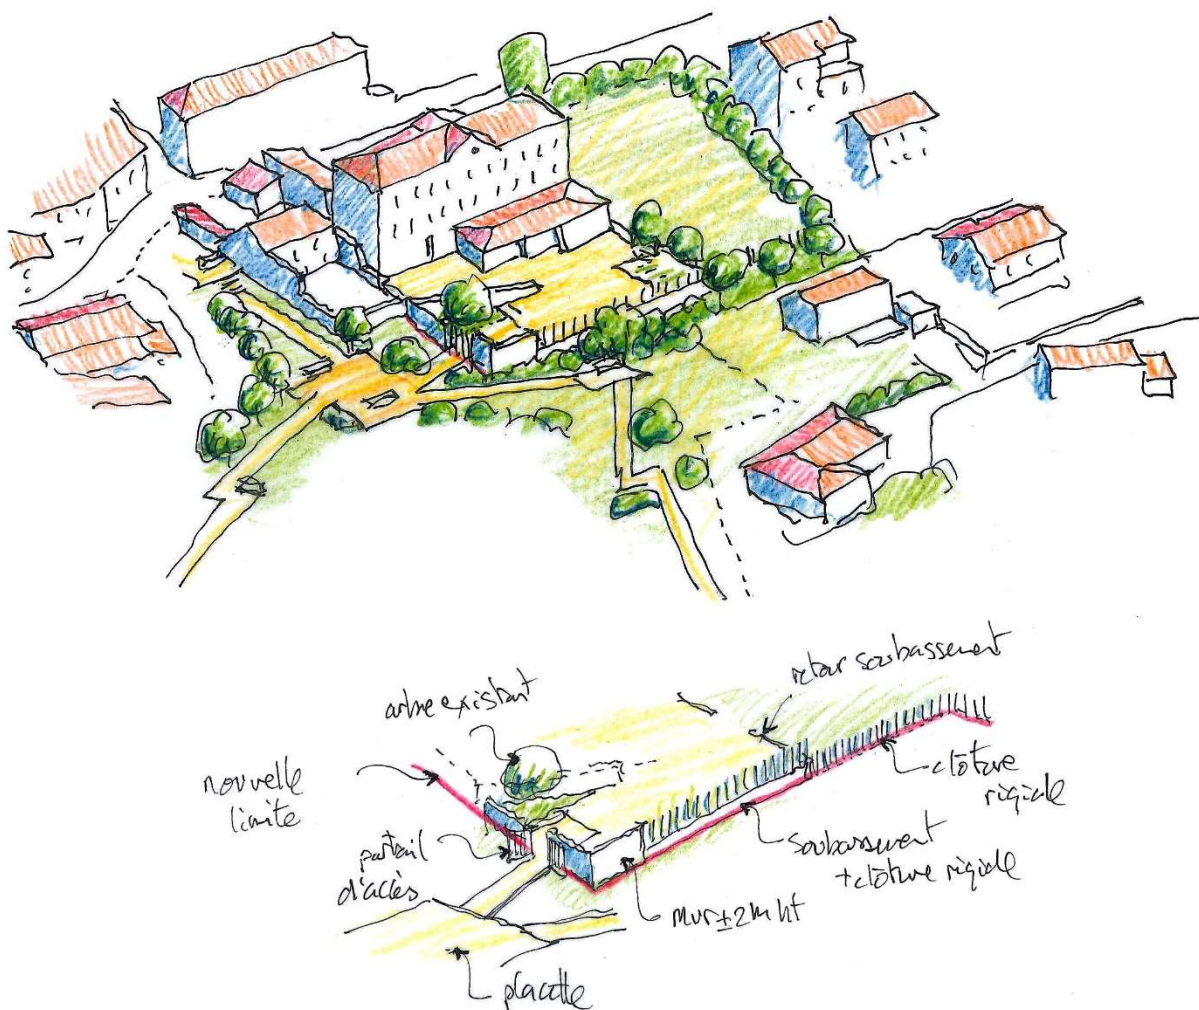 arbre existant
retour soubassement
nouvelle
limite
clôture
rigide
portail
d'accès
soubassement
+ clôture rigide
mur ± 2m ht
placette